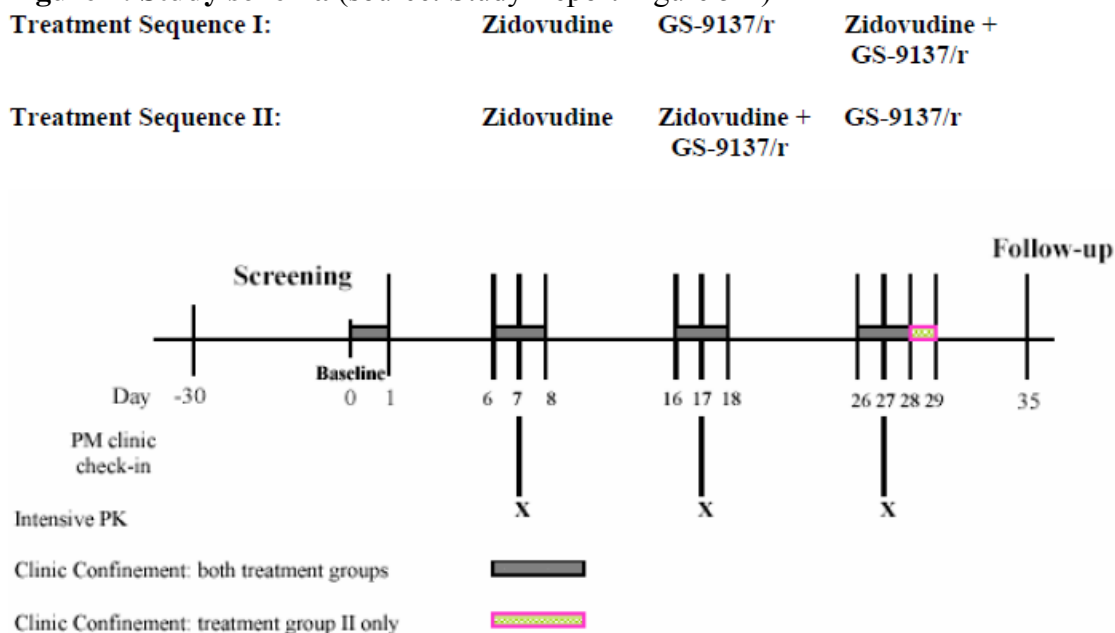 Treatment Sequence I: Zidovudine GS-9137/r Zidovudine +
GS-9137/r
Treatment Sequence II: Zidovudine Zidovudine + GS-9137/r
GS-9137/r
Follow-up
Screening
Baseline
Day -30 0 1 6 7 8 16 17 18 26 27 28 29 35
PM clinic
check-in
X X X
Intensive PK
Clinic Confinement: both treatment groups
Clinic Confinement: treatment group II only